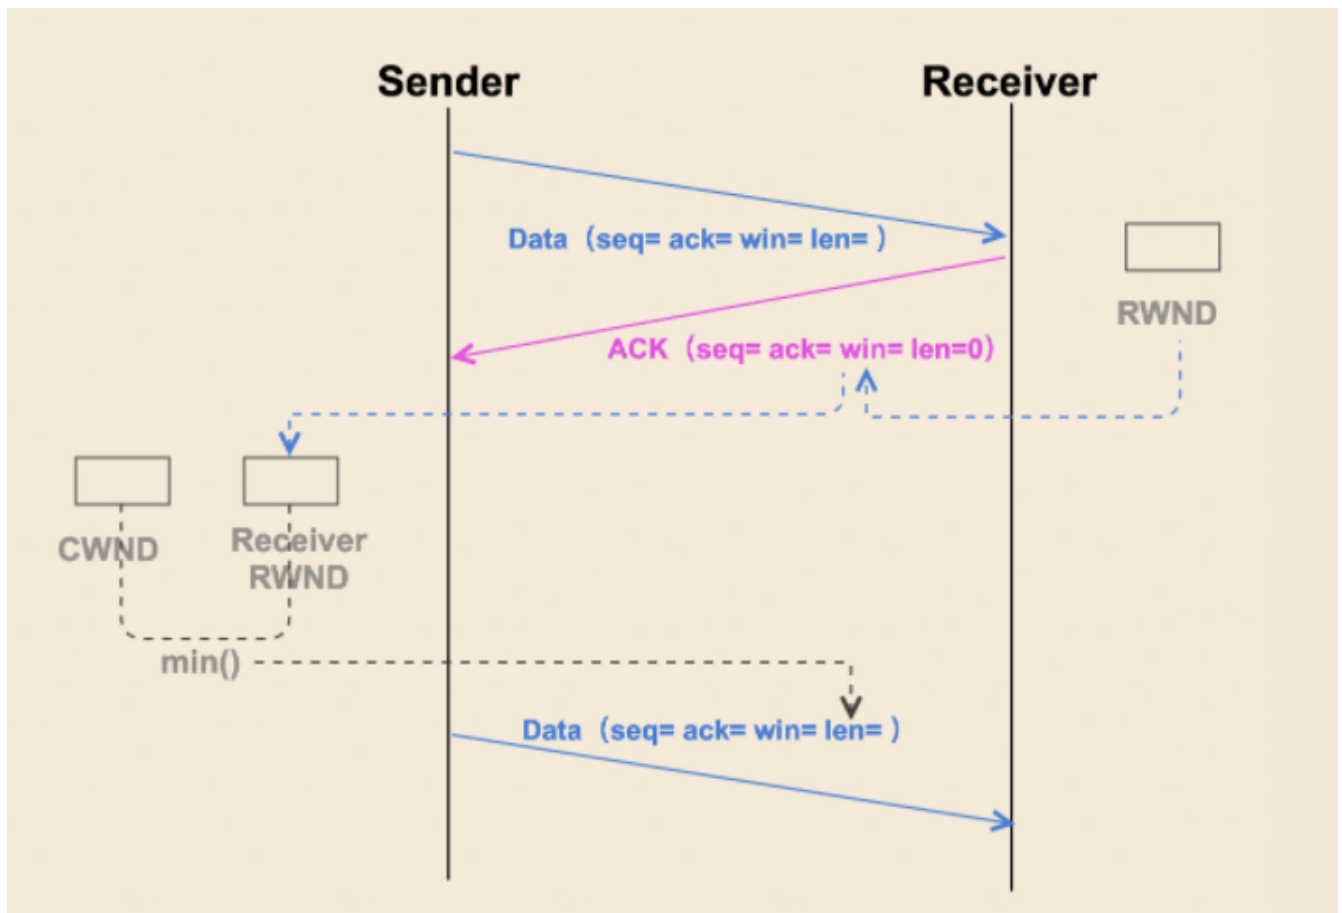 Sender
Receiver
Data（seq= ack= win= len= ）
RWND
ACK（seq= ack= win= len=0)
CWND
Receiver
RWND
min()
Data（seq= ack= win= len= ）